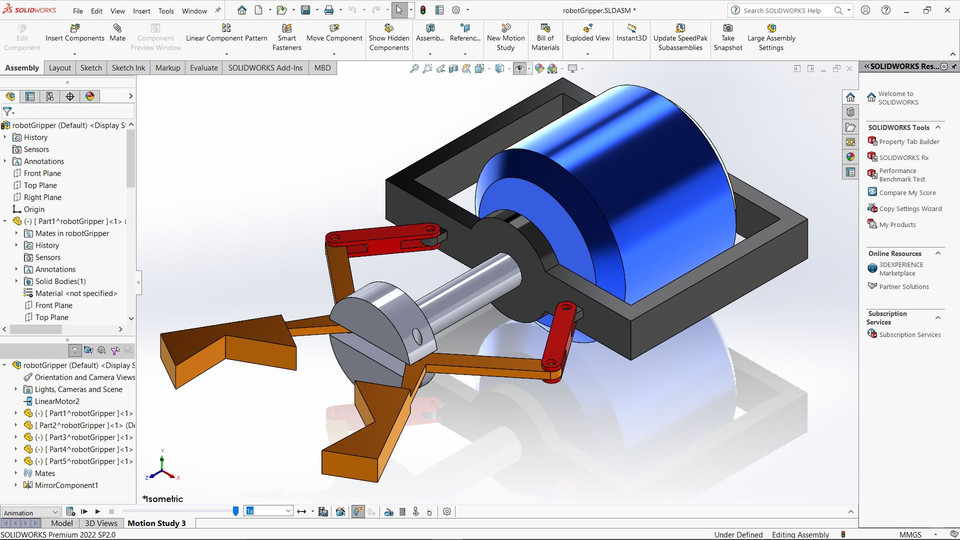 SOLIDWORKS File Edit View Insert Tools Window robotGripper.SLDASM * Search SOLIDWORKS Help
Edit Component
Insert Components
Mate
Component Preview Window
Linear Component Pattern
Smart Fasteners
Move Component
Show Hidden Components
Assemb...
Referenc...
New Motion Study
Bill of Materials
Exploded View
Instant3D
Update SpeedPak Subassemblies
Take Snapshot
Large Assembly Settings
Assembly Layout Sketch Sketch Ink Markup Evaluate SOLIDWORKS Add-Ins MBD
robotGripper (Default) <Display S
History
Sensors
Annotations
Front Plane
Top Plane
Right Plane
Origin
(-) [ Part1^robotGripper ]<1> (
Mates in robotGripper
History
Sensors
Annotations
Solid Bodies(1)
Material <not specified>
Front Plane
Top Plane
robotGripper (Default) <Display S
Orientation and Camera Views
Lights, Cameras and Scene
LinearMotor2
(-) [ Part1^robotGripper ]<1>
[ Part2^robotGripper ]<1> (De
(-) [ Part3^robotGripper ]<1>
(-) [ Part4^robotGripper ]<1>
(-) [ Part5^robotGripper ]<1>
Mates
MirrorComponent1
Y
Z
X
*Isometric
SOLIDWORKS Res...
Welcome to SOLIDWORKS
SOLIDWORKS Tools
Property Tab Builder
SOLIDWORKS Rx
Performance Benchmark Test
Compare My Score
Copy Settings Wizard
My Products
Online Resources
3DEXPERIENCE Marketplace
Partner Solutions
Subscription Services
Subscription Services
Animation
Model 3D Views Motion Study 3
SOLIDWORKS Premium 2022 SP2.0 Under Defined Editing Assembly MMGS